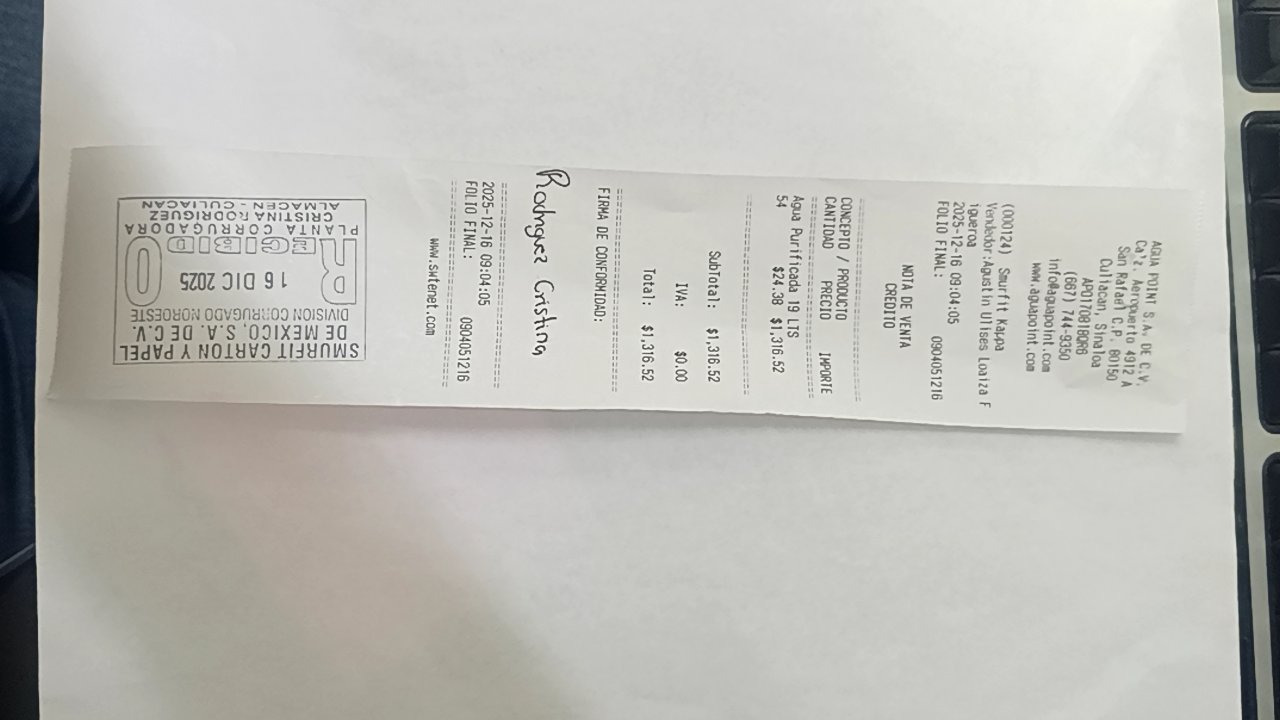 AGUA POINT S.A. DE C.V.
Ca'z. Aeropuerto 4912 A
San Rafael C.P. 80150
Culiacan, Sinaloa
APO170818QR6
(667) 744-9350
info@aguapoint.com
www.aguapoint.com
(000124) Smurfit Kappa
Vendedor:Agustin Ulises Loaiza F
igueroa
2025-12-16 09:04:05
FOLIO FINAL: 0904051216
NOTA DE VENTA
CREDITO
CONCEPTO / PRODUCTO
CANTIDAD PRECIO IMPORTE
Agua Purificada 19 LTS
54 $24.38 $1,316.52
SubTotal: $1,316.52
IVA: $0.00
Total: $1,316.52
FIRMA DE CONFORMIDAD:
Rodriguez Cristina
2025-12-16 09:04:05
FOLIO FINAL: 0904051216
www.swtenet.com
SMURFIT CARTON Y PAPEL
DE MEXICO, S.A. DE C.V.
DIVISION CORRUGADO NOROESTE
16 DIC 2025
RECIBIDO
PLANTA CORRUGADORA
CRISTINA RODRIGUEZ
ALMACEN - CULIACAN